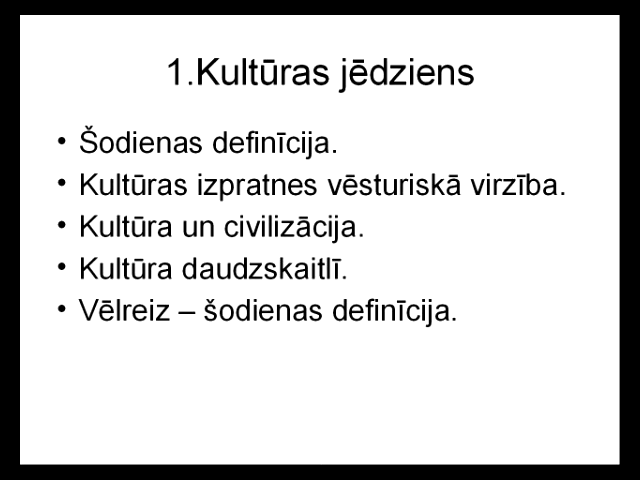 1.Kultūras jēdziens
• Šodienas definīcija.
• Kultūras izpratnes vēsturiskā virzība.
• Kultūra un civilizācija.
• Kultūra daudzskaitlī.
• Vēlreiz – šodienas definīcija.